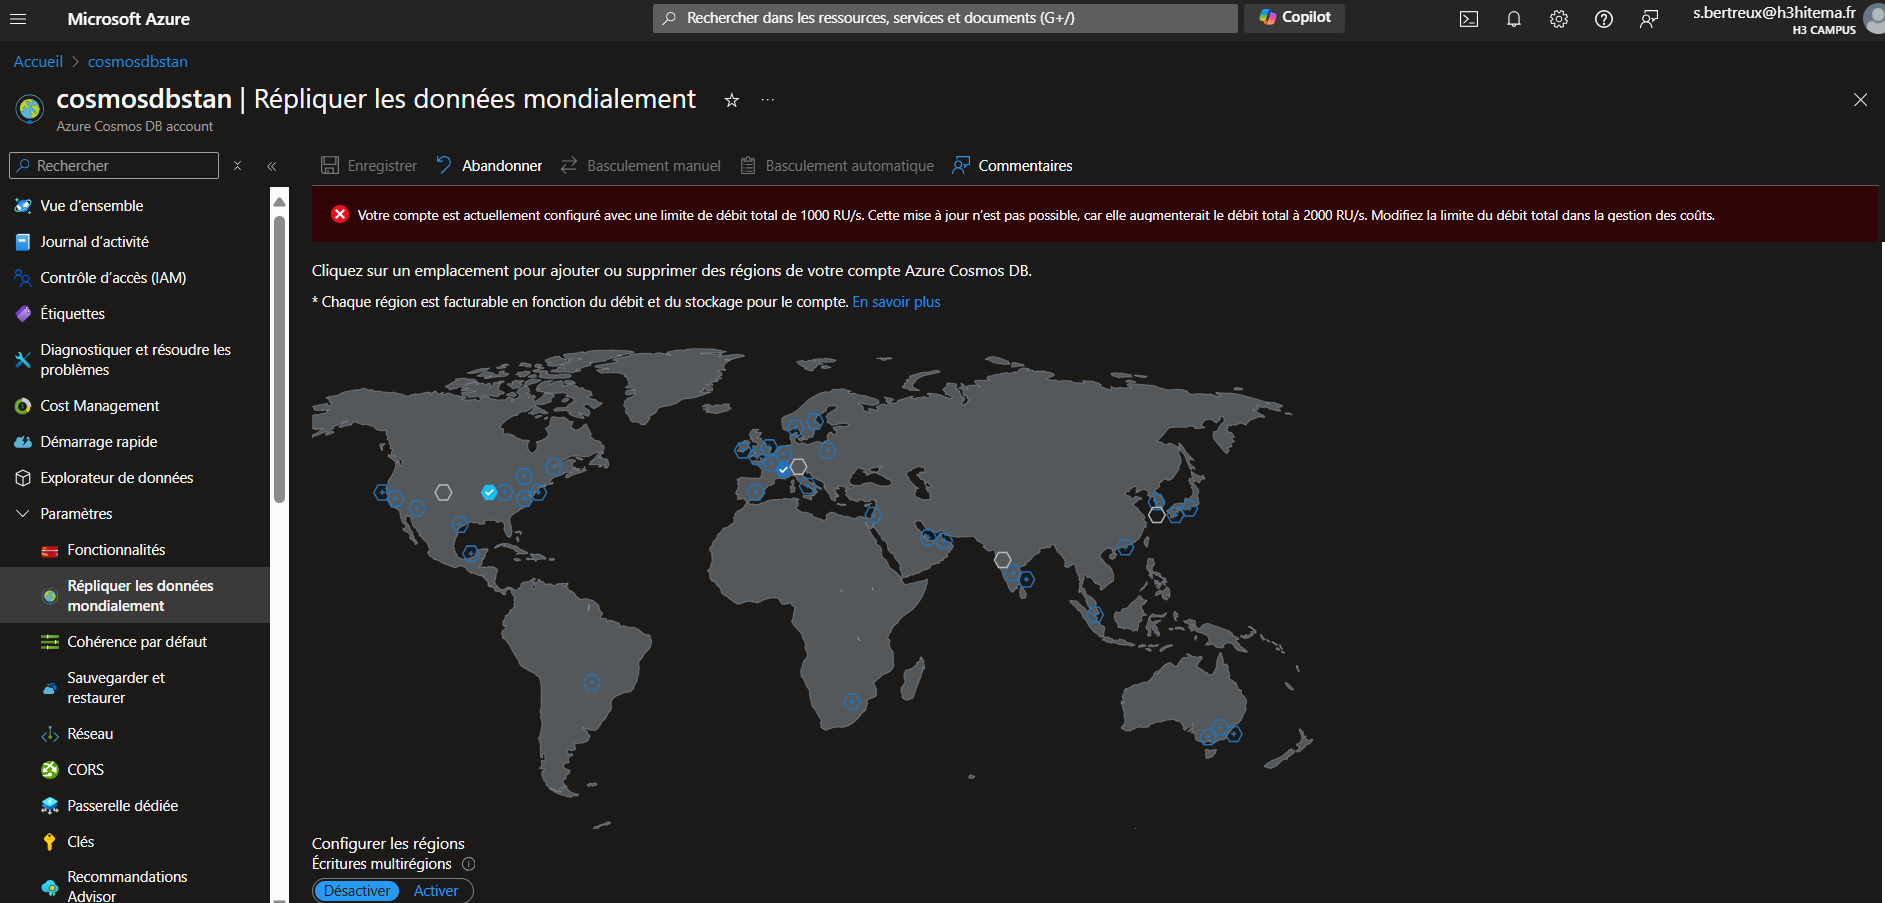 Microsoft Azure
Rechercher dans les ressources, services et documents (G+/)
Copilot
s.bertreux@h3hitema.fr
H3 CAMPUS
Accueil > cosmosdbstan
cosmosdbstan | Répliquer les données mondialement
Azure Cosmos DB account
Rechercher
Enregistrer
Abandonner
Basculement manuel
Basculement automatique
Commentaires
Vue d'ensemble
Journal d’activité
Contrôle d’accès (IAM)
Étiquettes
Diagnostiquer et résoudre les
problèmes
Cost Management
Démarrage rapide
Explorateur de données
Paramètres
Fonctionnalités
Répliquer les données
mondialement
Cohérence par défaut
Sauvegarder et
restaurer
Réseau
CORS
Passerelle dédiée
Clés
Recommandations
Advisor
Votre compte est actuellement configuré avec une limite de débit total de 1000 RU/s. Cette mise à jour n’est pas possible, car elle augmenterait le débit total à 2000 RU/s. Modifiez la limite du débit total dans la gestion des coûts.
Cliquez sur un emplacement pour ajouter ou supprimer des régions de votre compte Azure Cosmos DB.
* Chaque région est facturable en fonction du débit et du stockage pour le compte. En savoir plus
Configurer les régions
Écritures multirégions
Désactiver
Activer